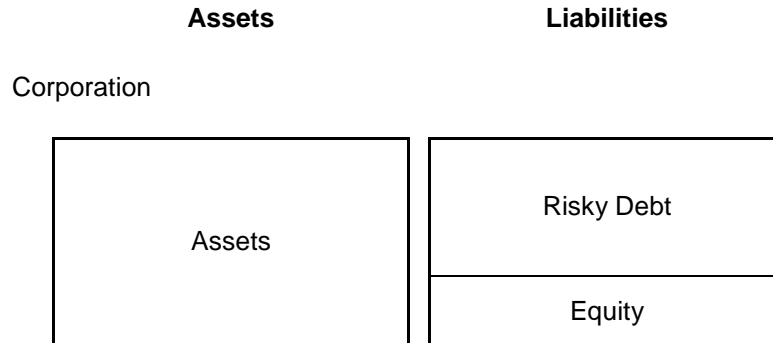 Assets Liabilities
Corporation
Risky Debt
Assets
Equity